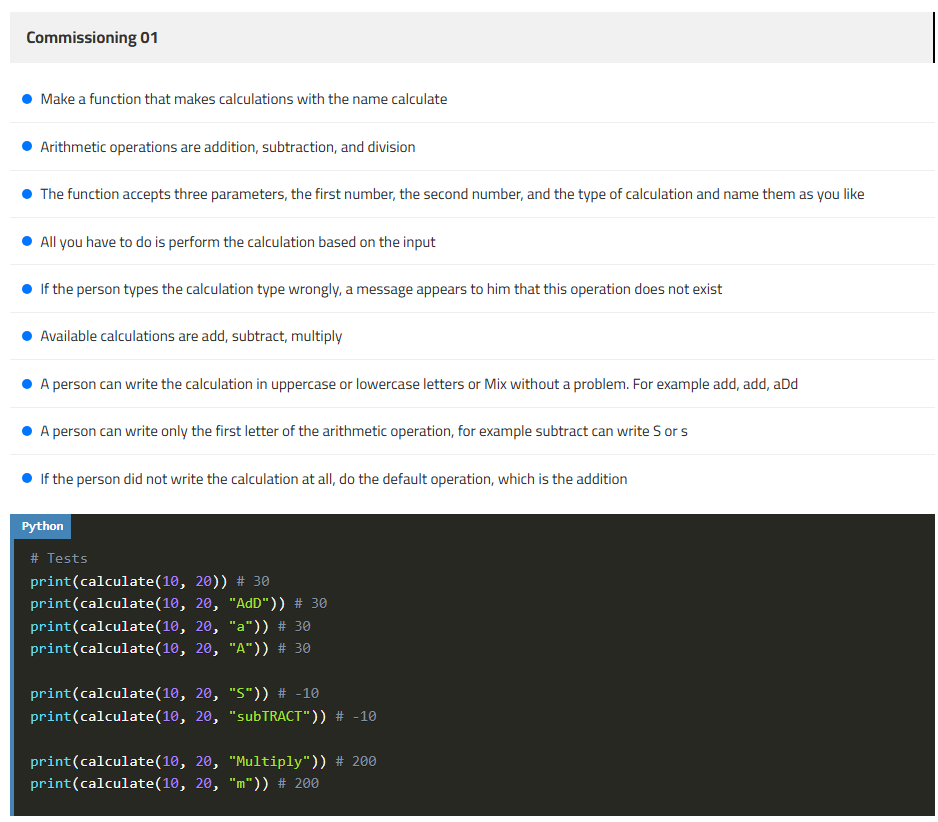 Commissioning 01
Make a function that makes calculations with the name calculate
Arithmetic operations are addition, subtraction, and division
The function accepts three parameters, the first number, the second number, and the type of calculation and name them as you like
All you have to do is perform the calculation based on the input
If the person types the calculation type wrongly, a message appears to him that this operation does not exist
Available calculations are add, subtract, multiply
A person can write the calculation in uppercase or lowercase letters or Mix without a problem. For example add, add, aDd
A person can write only the first letter of the arithmetic operation, for example subtract can write S or s
If the person did not write the calculation at all, do the default operation, which is the addition
Python
# Tests
print(calculate(10, 20)) # 30
print(calculate(10, 20, "AdD")) # 30
print(calculate(10, 20, "a")) # 30
print(calculate(10, 20, "A")) # 30
print(calculate(10, 20, "S")) # -10
print(calculate(10, 20, "subTRACT")) # -10
print(calculate(10, 20, "Multiply")) # 200
print(calculate(10, 20, "m")) # 200